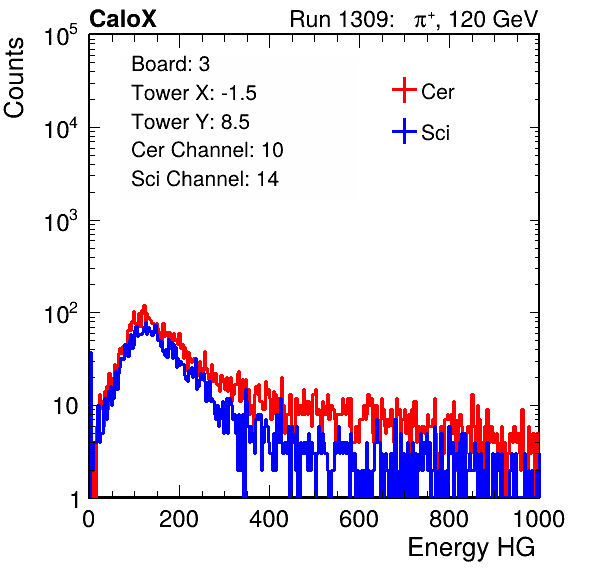 CaloX Run 1309: π⁺, 120 GeV
Counts
10⁵
10⁴
10³
10²
10
1
Board: 3
Tower X: -1.5
Tower Y: 8.5
Cer Channel: 10
Sci Channel: 14
Cer
Sci
0 200 400 600 800 1000
Energy HG